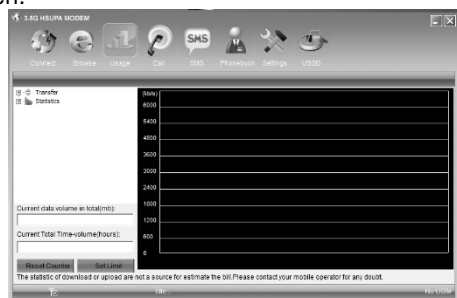 on.
3.6G HSUPA MODEM
Connect Browse Usage Call SMS Phonebook Settings USSD
SMS
Transfer
Statistics
(kb/s)
6000
5400
4800
3600
3000
2400
1800
1200
600
0
Current data volume in total(mb):
Current Total Time-volume(hours):
Reset Counter Set Limit
The statistic of download or upload are not a source for estimate the bill.Please contact your mobile operator for any doubt.
Idle...
No USIM